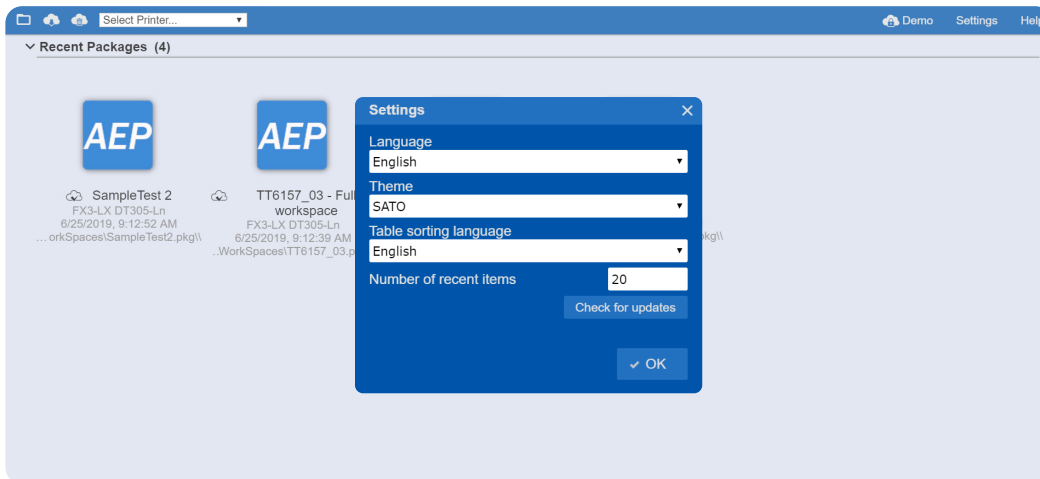 Select Printer...
Demo Settings Help
Recent Packages (4)
AEP
SampleTest 2
FX3-LX DT305-Ln
6/25/2019, 9:12:52 AM
... orkSpaces\SampleTest2.pkg\\
AEP
TT6157_03 - Full
workspace
FX3-LX DT305-Ln
6/25/2019, 9:12:39 AM
..WorkSpaces\TT6157_03.p
kg\\
Settings
Language
English
Theme
SATO
Table sorting language
English
Number of recent items 20
Check for updates
OK